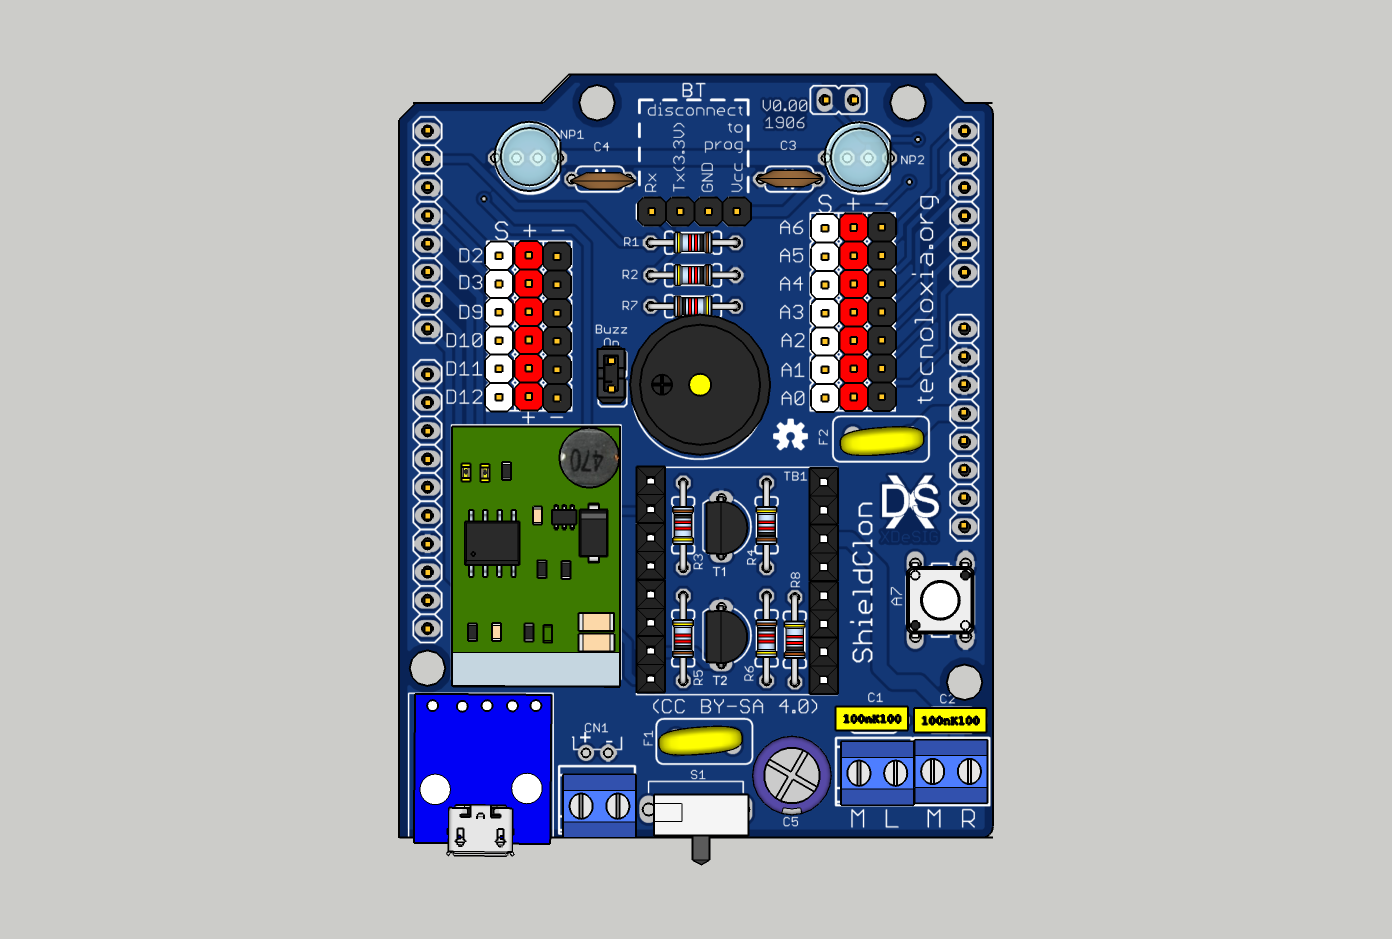 BT
disconnect
to
prog
Rx
Tx(3.3V)
GND
Vcc
V0.00
1906
NP1
C4
C3
NP2
R1
R2
R7
S + -
D2
D3
D9
D10
D11
D12
+ -
Buzz
On
S + -
A6
A5
A4
A3
A2
A1
A0
tecnoloxia.org
F2
470
TB1
R3
T1
R4
R5
T2
R6
R8
DXS
XDeSIG
ShieldClon
A7
(CC BY-SA 4.0)
CN1
+ -
F1
S1
C5
C1
C2
100nK100
100nK100
M L M R